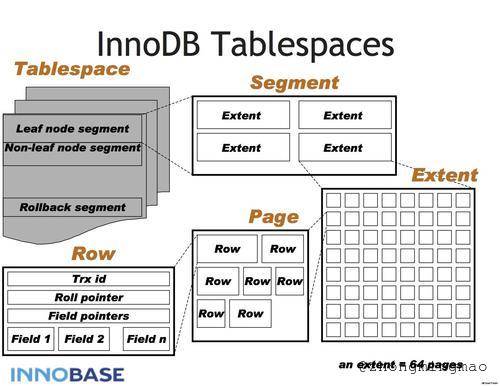 InnoDB Tablespaces
Tablespace
Segment
Leaf node segment
Non-leaf node segment
Rollback segment
Extent
Extent
Extent
Extent
Extent
Page
Row
Row
Row
Row
Row
Row
Row
Row
Trx id
Roll pointer
Field pointers
Field 1
Field 2
Field n
an extent = 64 pages
@zhongmingmao
INNOBASE